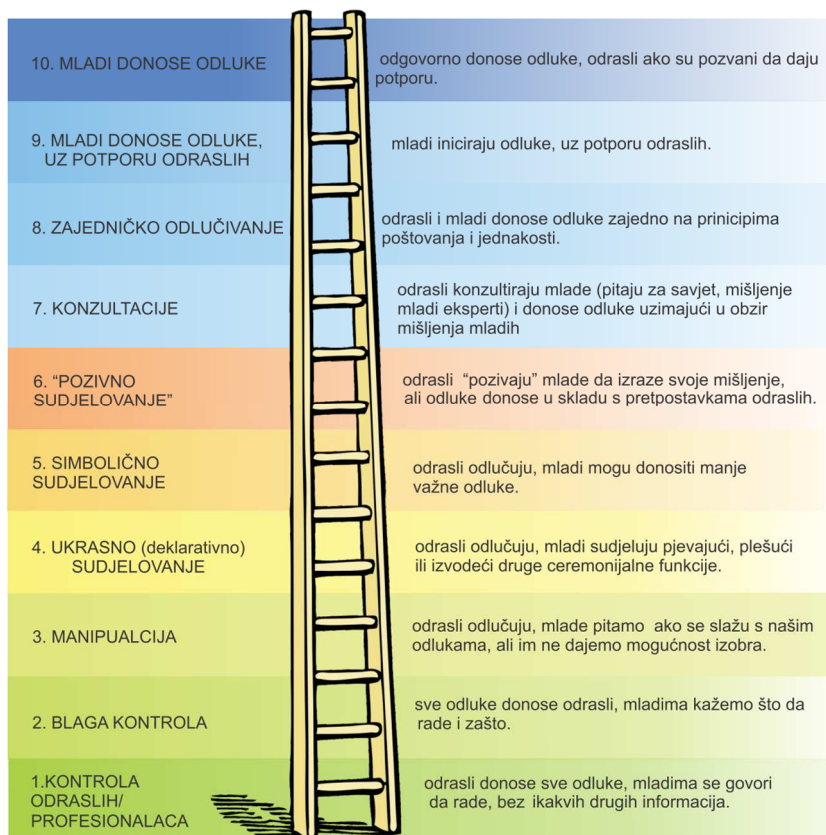 10. MLADI DONOSE ODLUKE
odgovorno donose odluke, odrasli ako su pozvani da daju
potporu.
9. MLADI DONOSE ODLUKE,
UZ POTPORU ODRASLIH
mladi iniciraju odluke, uz potporu odraslih.
8. ZAJEDNIČKO ODLUČIVANJE
odrasli i mladi donose odluke zajedno na prinicipima
poštovanja i jednakosti.
7. KONZULTACIJE
odrasli konzultiraju mlade (pitaju za savjet, mišljenje
mladi eksperti) i donose odluke uzimajući u obzir
mišljenja mladih
6. “POZIVNO
SUDJELOVANJE”
odrasli “pozivaju” mlade da izraze svoje mišljenje,
ali odluke donose u skladu s pretpostavkama odraslih.
5. SIMBOLIČNO
SUDJELOVANJE
odrasli odlučuju, mladi mogu donositi manje
važne odluke.
4. UKRASNO (deklarativno)
SUDJELOVANJE
odrasli odlučuju, mladi sudjeluju pjevajući, plešući
ili izvodeći druge ceremonijalne funkcije.
3. MANIPUALCIJA
odrasli odlučuju, mlade pitamo ako se slažu s našim
odlukama, ali im ne dajemo mogućnost izobra.
2. BLAGA KONTROLA
sve odluke donose odrasli, mladima kažemo što da
rade i zašto.
1.KONTROLA
ODRASLIH/
PROFESIONALACA
odrasli donose sve odluke, mladima se govori
da rade, bez ikakvih drugih informacija.